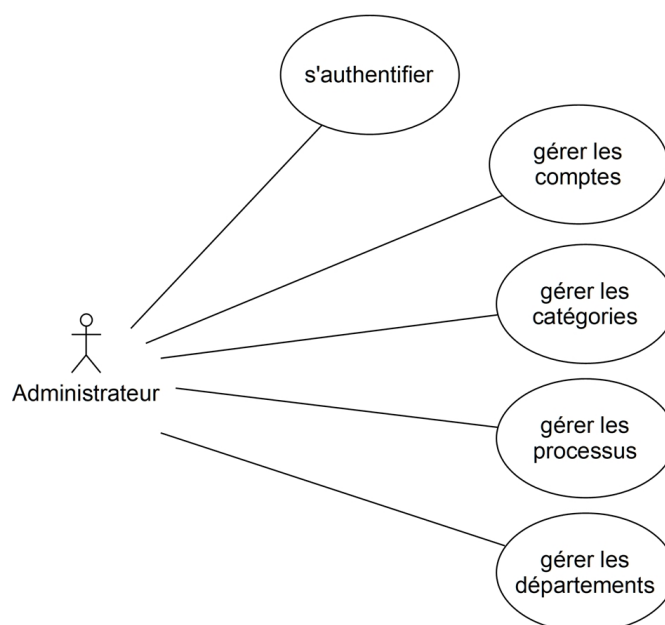 s'authentifier
gérer les
comptes
gérer les
catégories
Administrateur
gérer les
processus
gérer les
départements